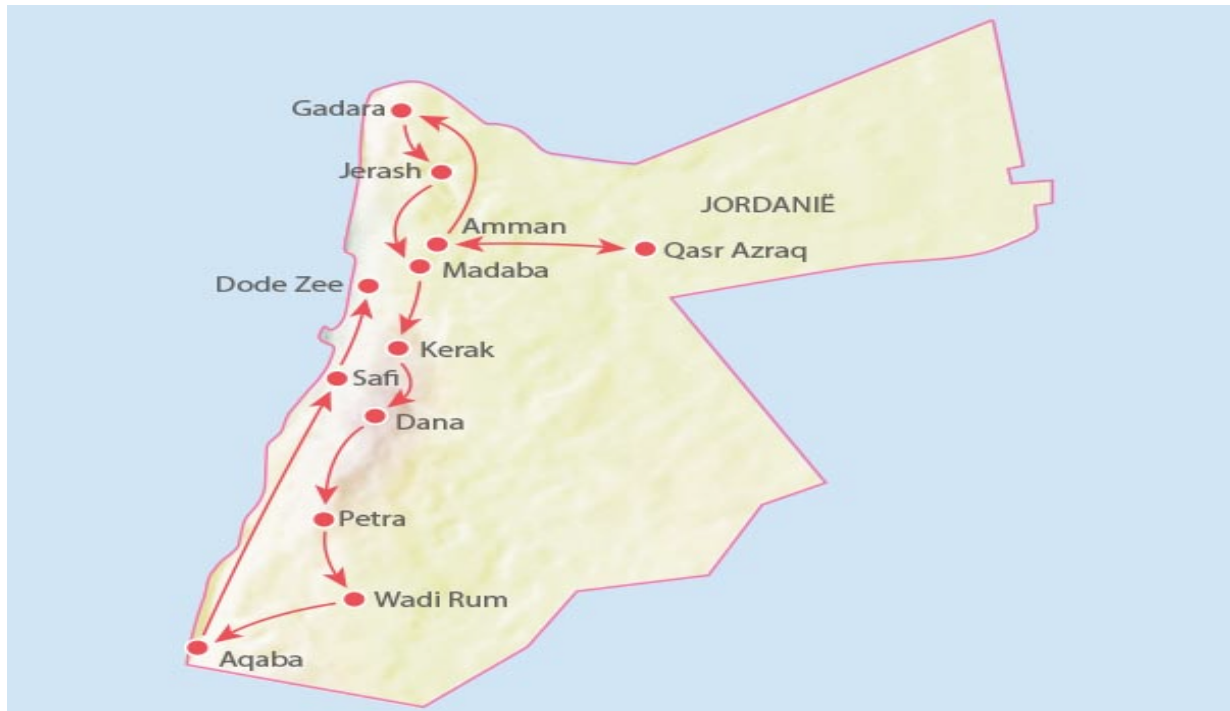 Gadara
Jerash
JORDANIË
Amman
Qasr Azraq
Madaba
Dode Zee
Kerak
Safi
Dana
Petra
Wadi Rum
Aqaba